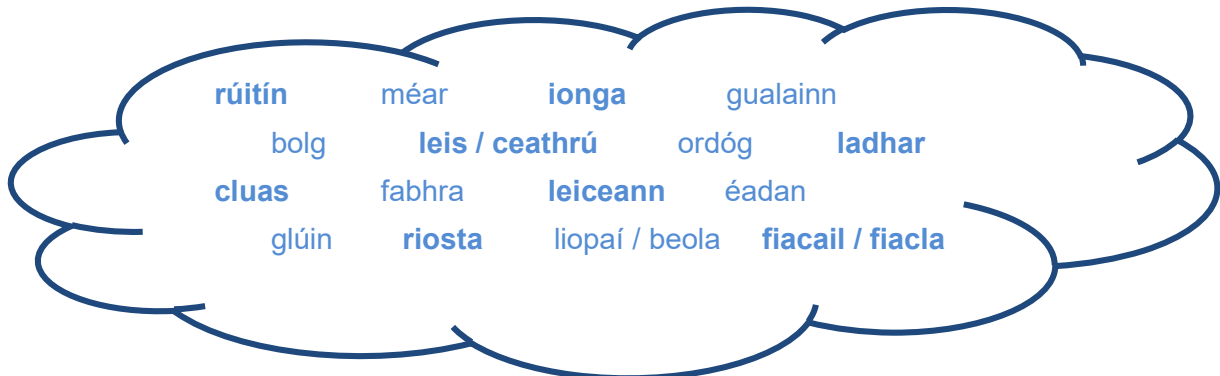 rúitín méar ionga gualainn
bolg leis / ceathrú ordóg ladhar
cluas fabhra leiceann éadan
glúin riosta liopaí / beola fiacail / fiacla